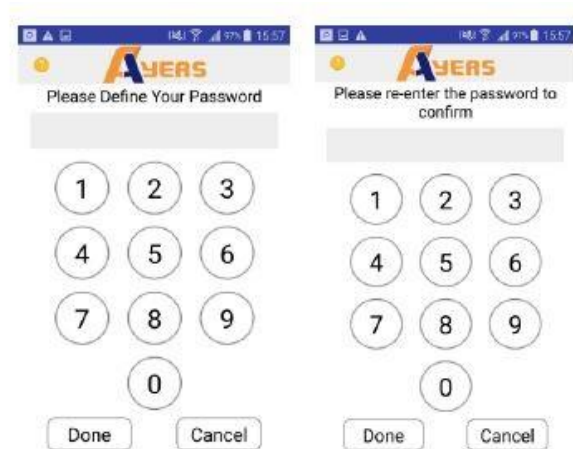 97% 15:57
AYERS
Please Define Your Password
1 2 3
4 5 6
7 8 9
0
Done Cancel
97% 15:57
AYERS
Please re-enter the password to
confirm
1 2 3
4 5 6
7 8 9
0
Done Cancel